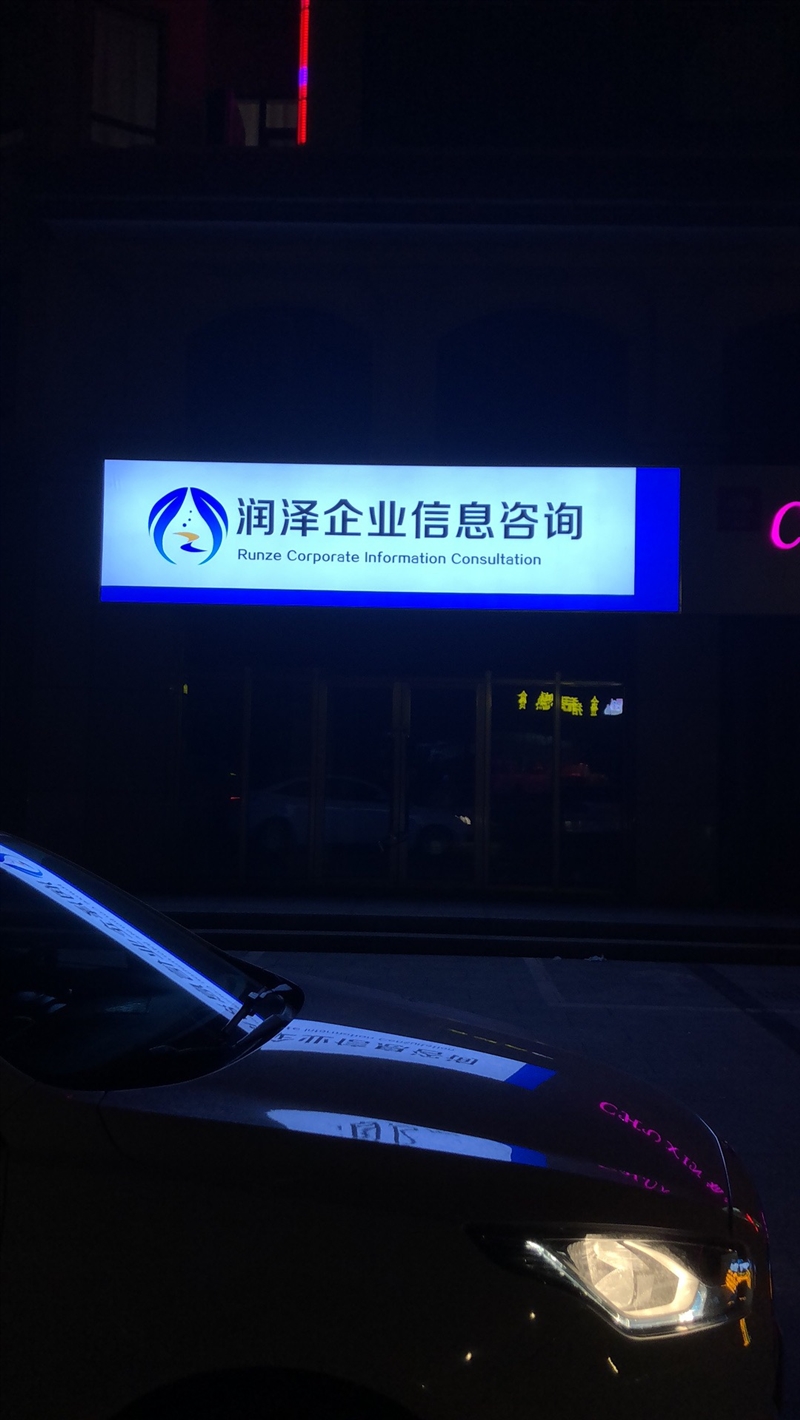 润泽企业信息咨询
Runze Corporate Information Consultation